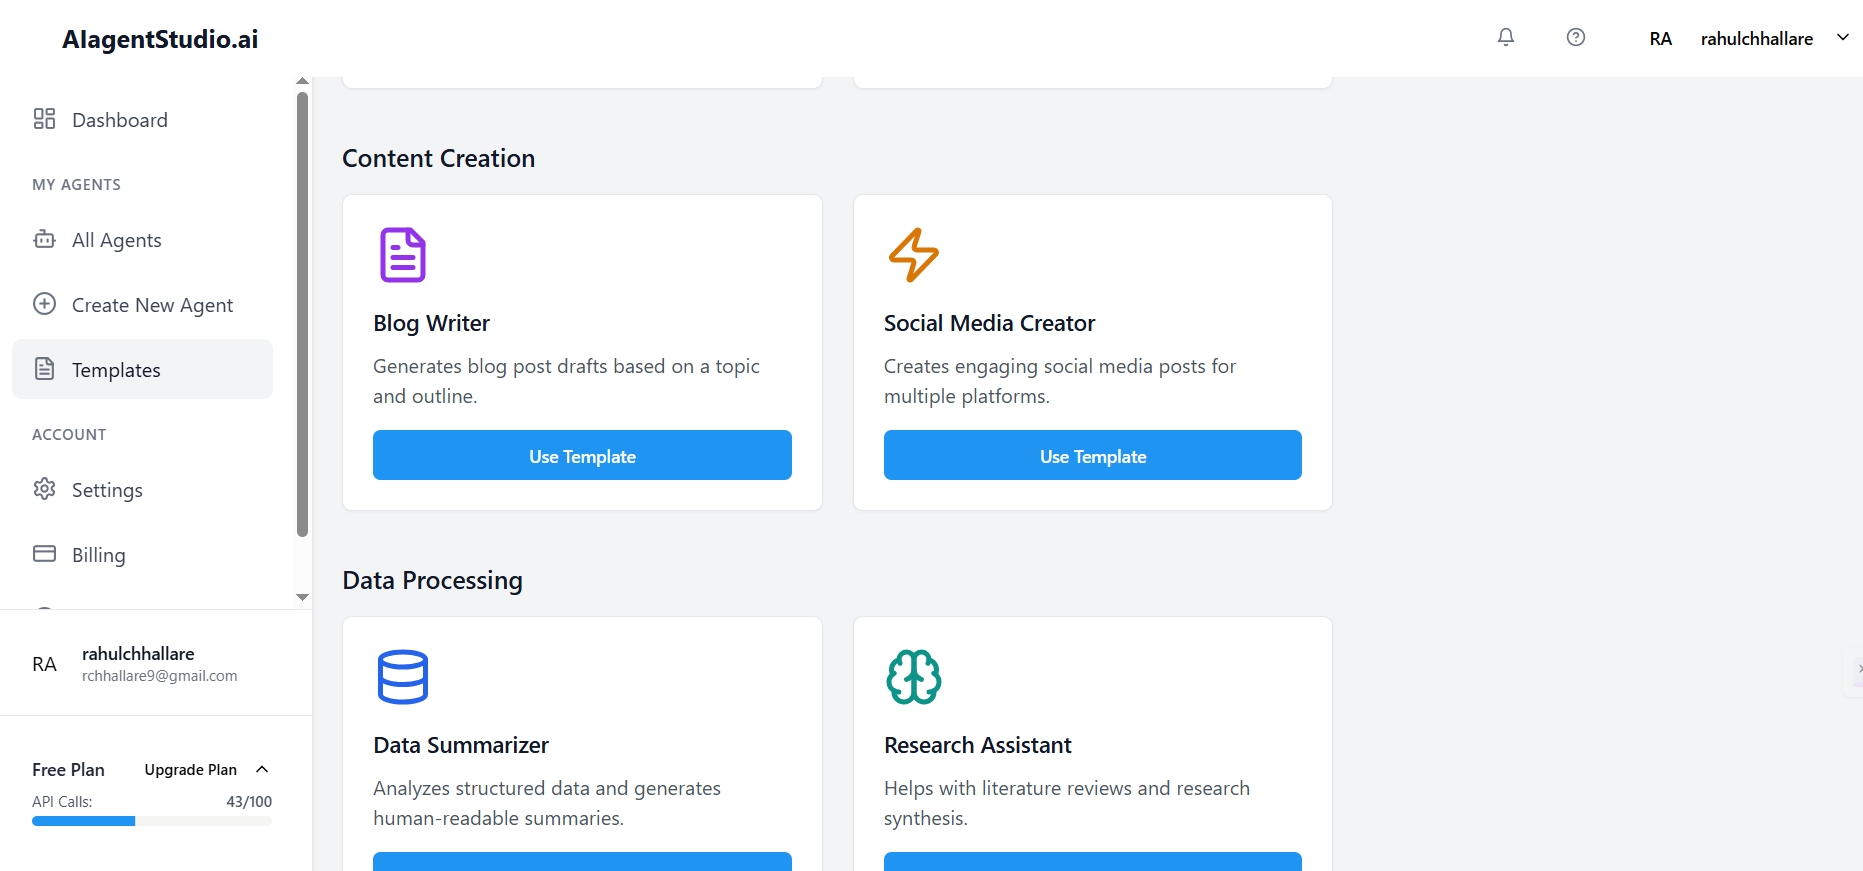 AIagentStudio.ai
RA
rahulchhallare
Dashboard
MY AGENTS
All Agents
Create New Agent
Templates
ACCOUNT
Settings
Billing
RA
rahulchhallare
rchhallare9@gmail.com
Free Plan
Upgrade Plan
API Calls:
43/100
Content Creation
Blog Writer
Generates blog post drafts based on a topic
and outline.
Use Template
Social Media Creator
Creates engaging social media posts for
multiple platforms.
Use Template
Data Processing
Data Summarizer
Analyzes structured data and generates
human-readable summaries.
Research Assistant
Helps with literature reviews and research
synthesis.